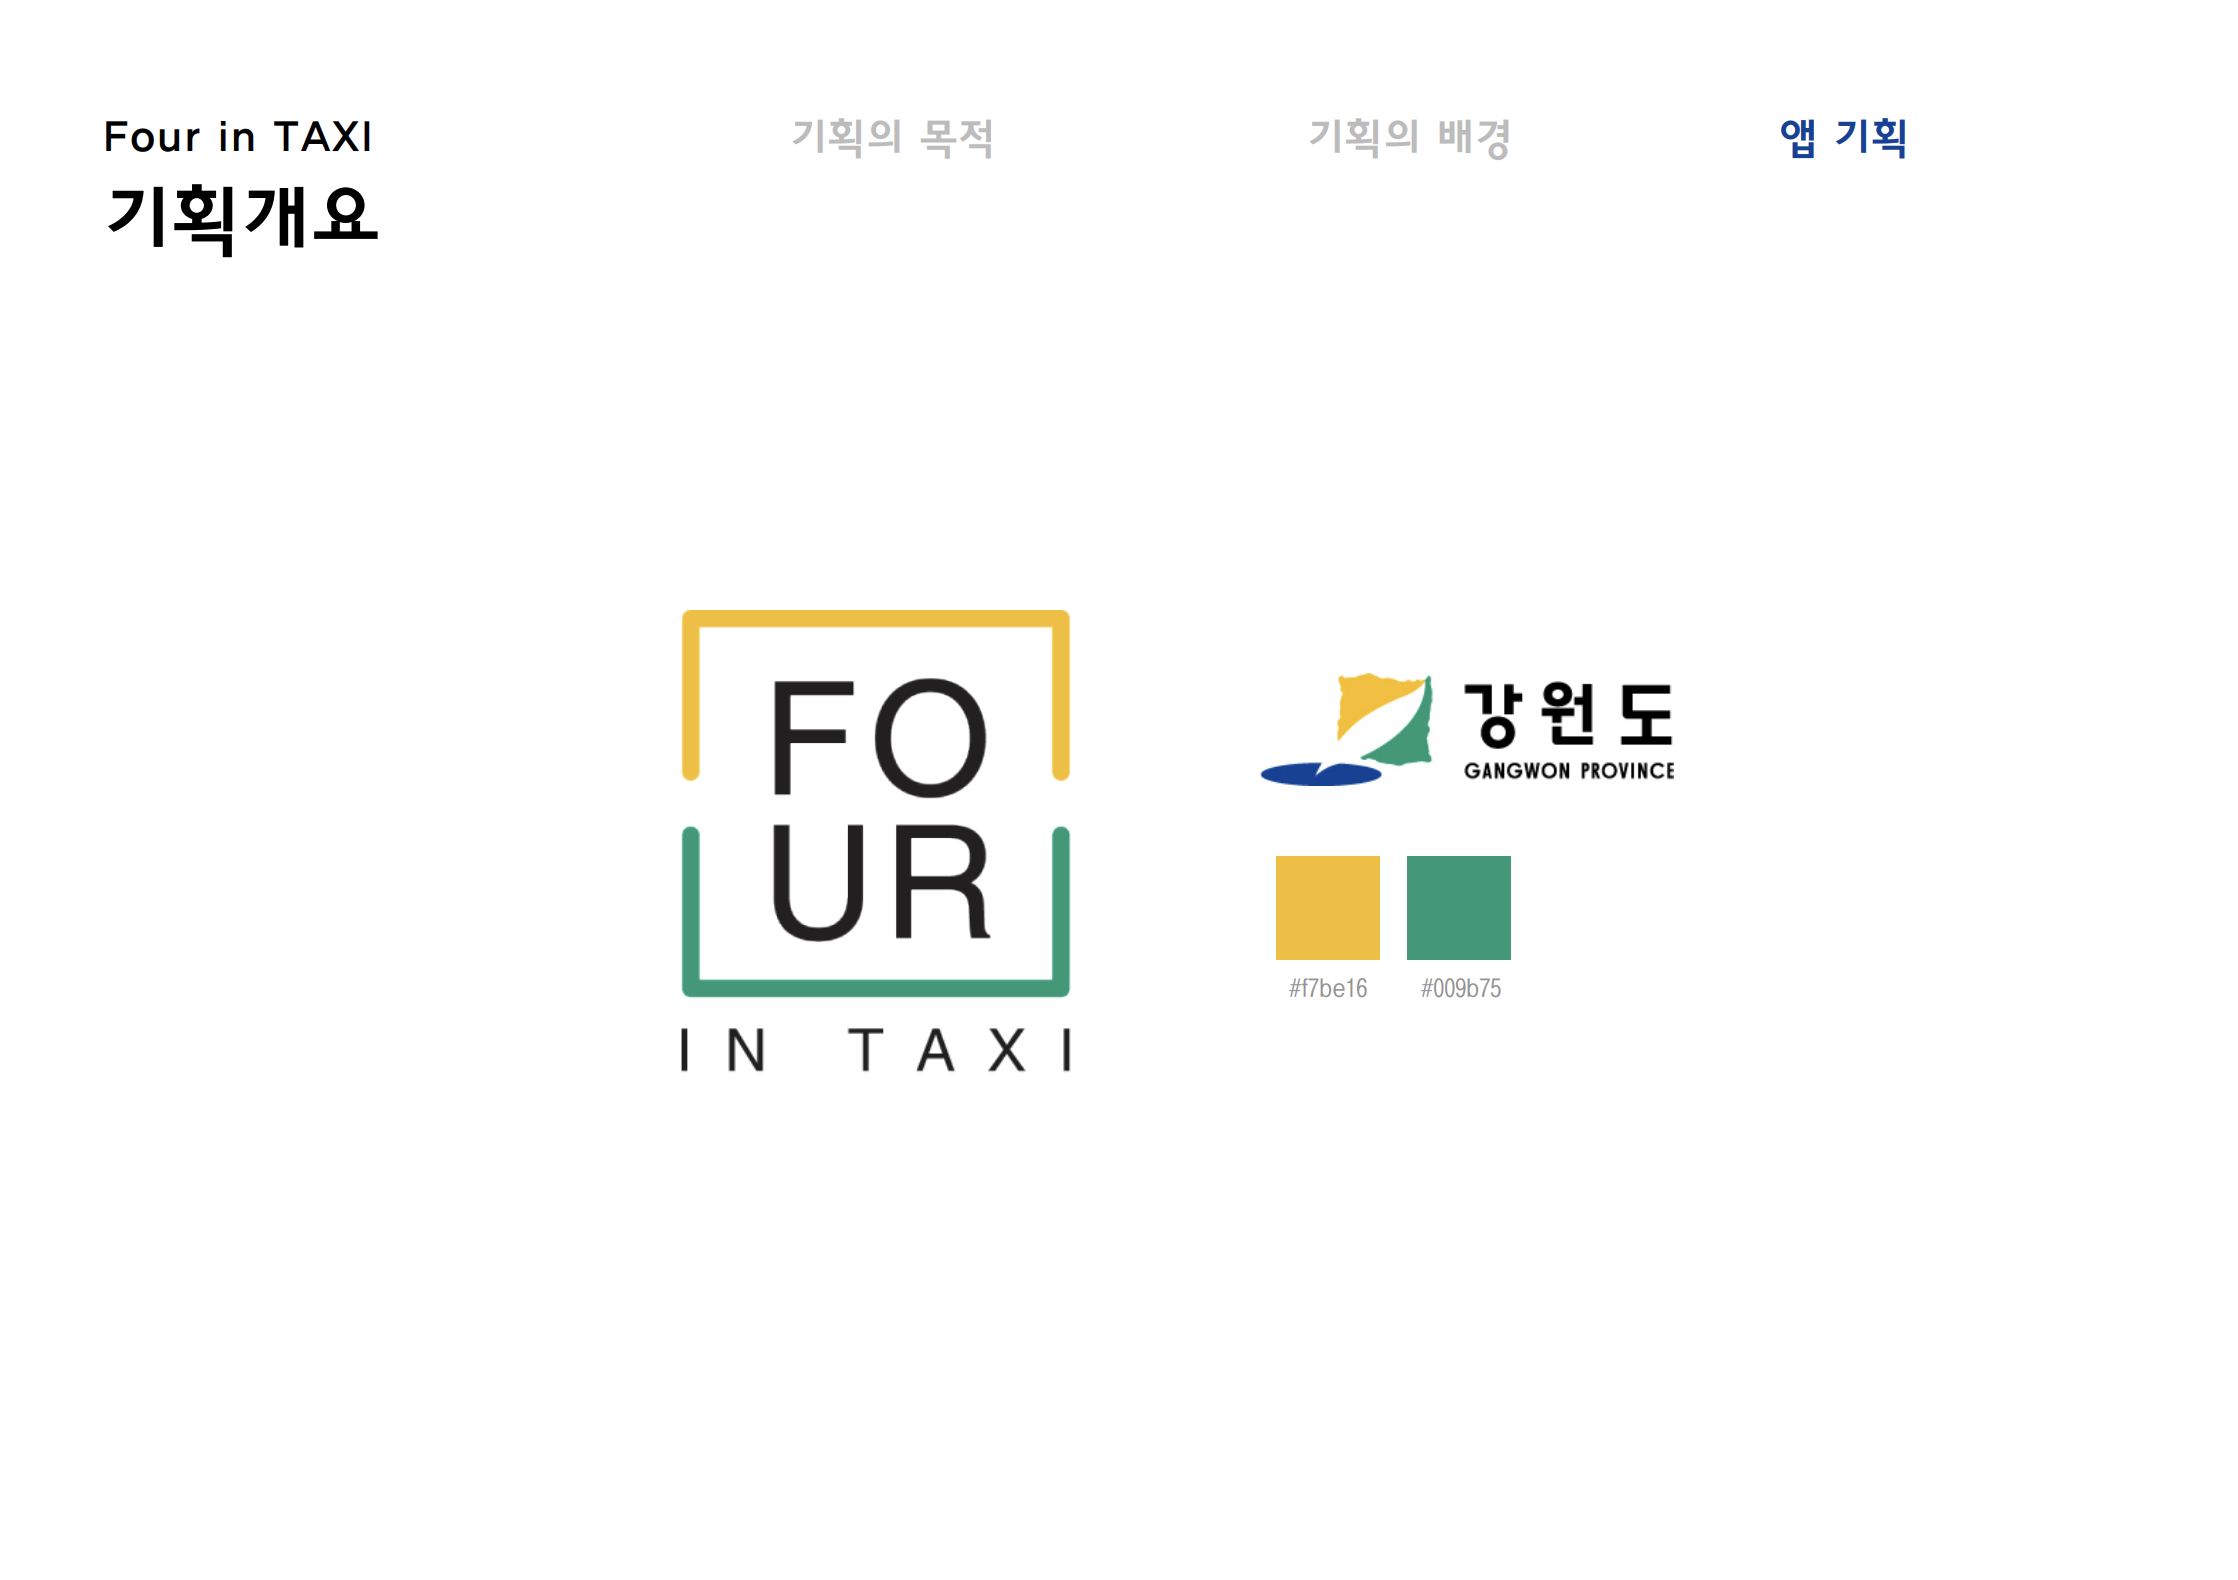 Four in TAXI
기획개요
기획의 목적
기획의 배경
앱 기획
FO
UR
IN TAXI
강원도
GANGWON PROVINCE
#f7be16
#009b75